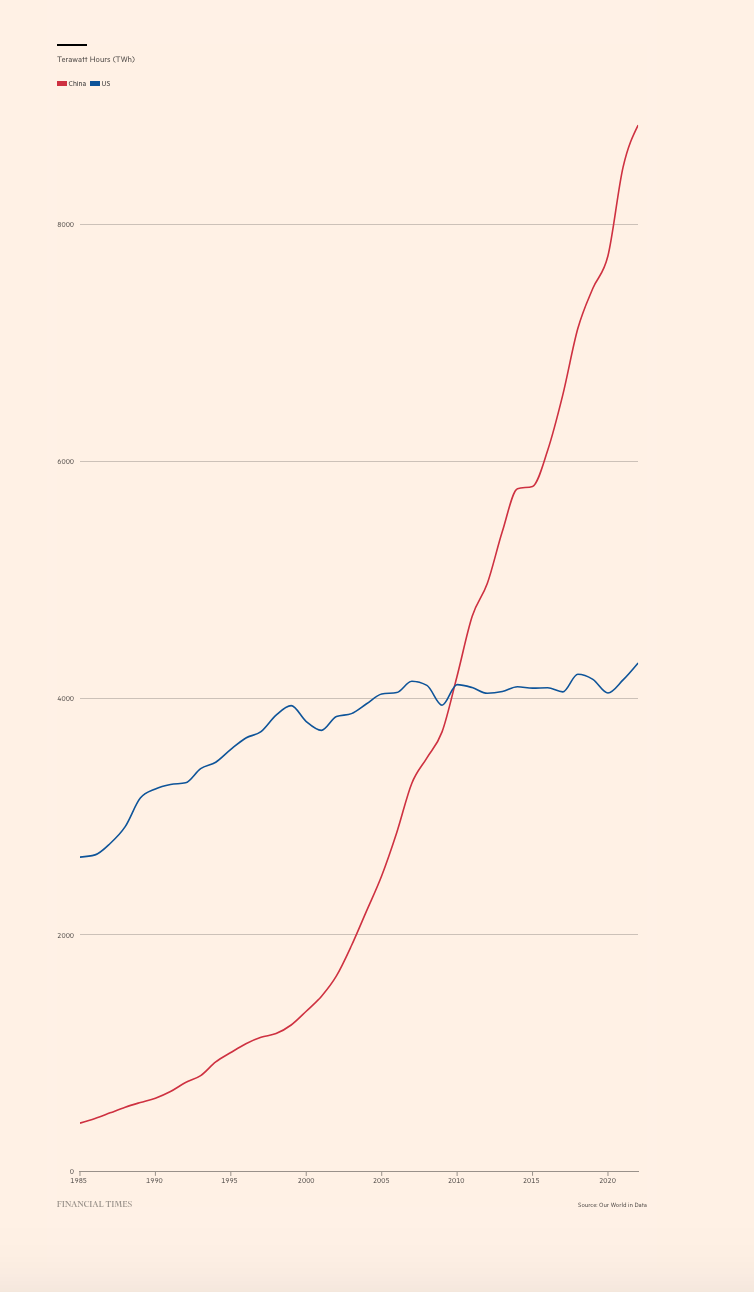 Terawatt Hours (TWh)
China US
8000
6000
4000
2000
0
1985 1990 1995 2000 2005 2010 2015 2020
FINANCIAL TIMES
Source: Our World in Data